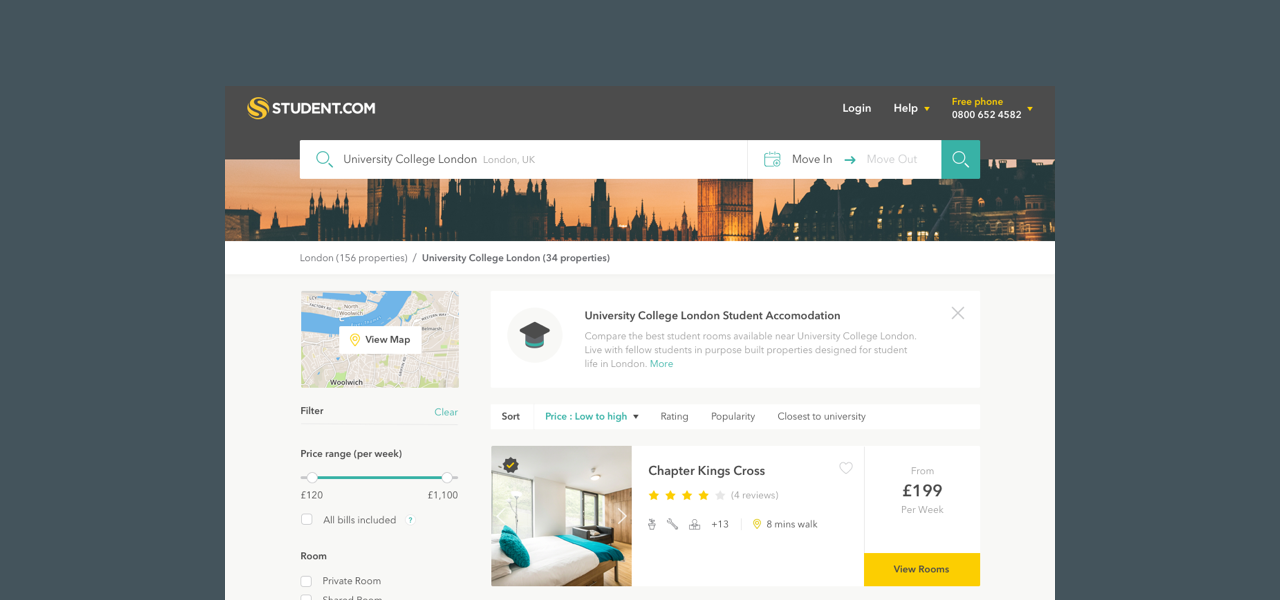 STUDENT.COM
Login
Help
Free phone
0800 652 4582
University College London London, UK
Move In
Move Out
London (156 properties) / University College London (34 properties)
North
Woolwich
View Map
Woolwich
University College London Student Accomodation
Compare the best student rooms available near University College London.
Live with fellow students in purpose built properties designed for student
life in London. More
Filter
Clear
Sort
Price : Low to high
Rating
Popularity
Closest to university
Price range (per week)
£120
£1,100
All bills included ?
Room
Private Room
Shared Room
Chapter Kings Cross
(4 reviews)
+13
8 mins walk
From
£199
Per Week
View Rooms